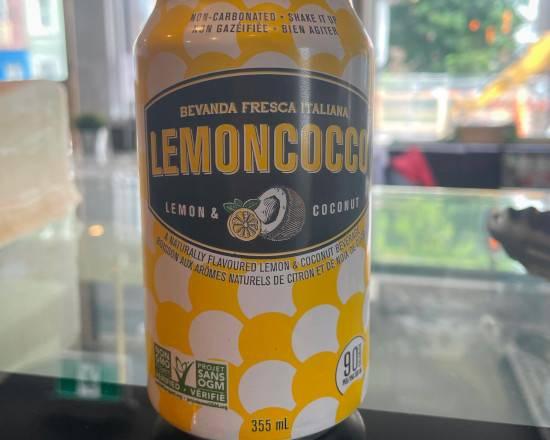 NON-CARBONATED • SHAKE IT UP
NON GAZÉIFIÉE • BIEN AGITER
BEVANDA FRESCA ITALIANA
LEMONCOCCO
LEMON & COCONUT
A NATURALLY FLAVOURED LEMON & COCONUT BEVERAGE
BOISSON AUX ARÔMES NATURELS DE CITRON ET DE NOIX DE
NON
GMO
VERIFIED
PROJET
SANS
OGM
VÉRIFIÉ
90
355 mL